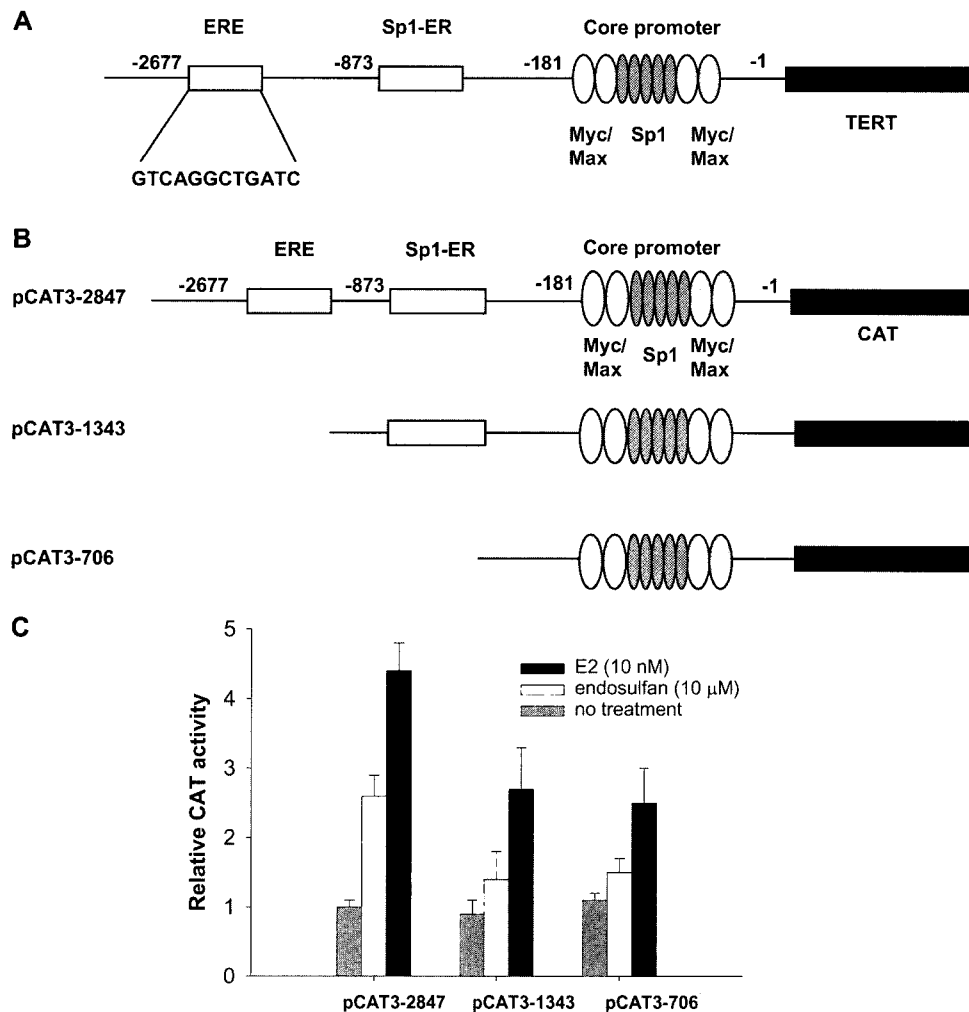 A
ERE Sp1-ER Core promoter
-2677 -873 -181 -1
Myc/ Sp1 Myc/
Max Max
TERT
GTCAGGCTGATC
B
ERE Sp1-ER Core promoter
pCAT3-2847 -2677 -873 -181 -1
CAT
Myc/ Sp1 Myc/
Max Max
pCAT3-1343
pCAT3-706
C
Relative CAT activity
5
4
3
2
1
0
E2 (10 nM)
endosulfan (10 µM)
no treatment
pCAT3-2847 pCAT3-1343 pCAT3-706